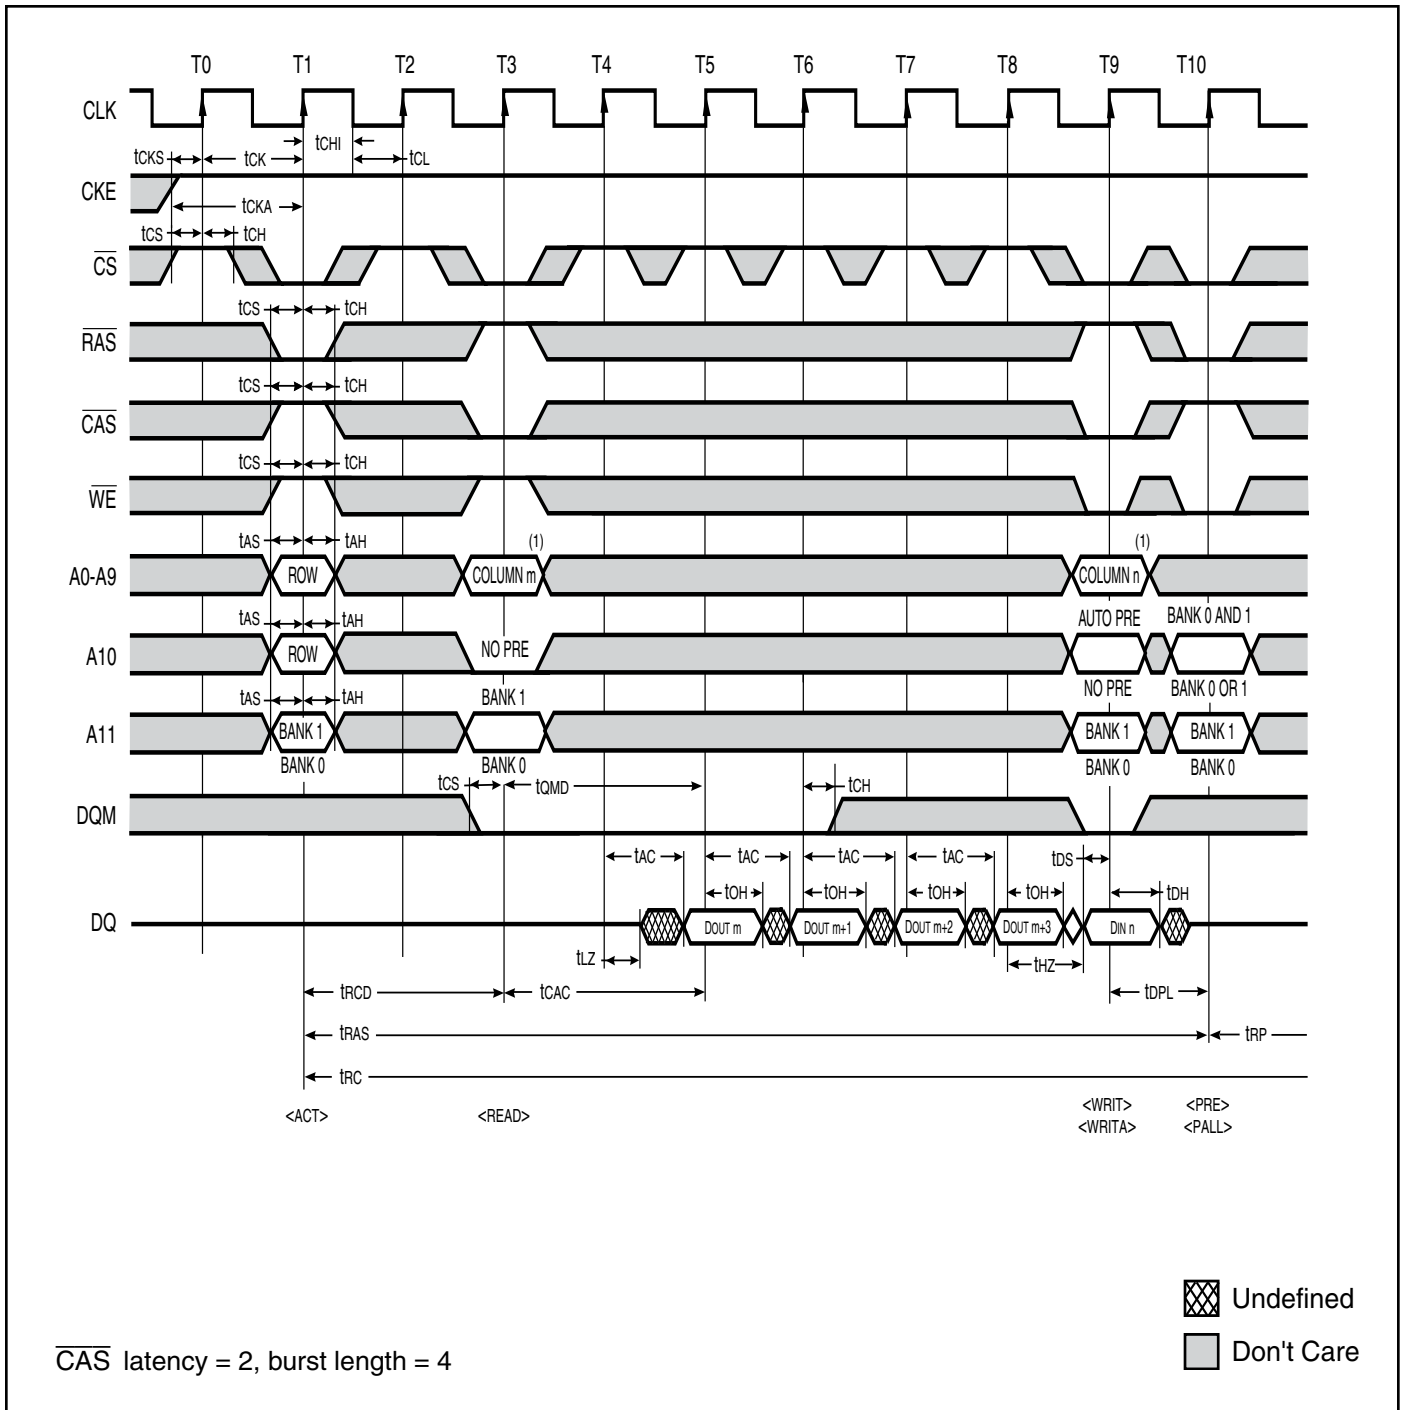 T0 T1 T2 T3 T4 T5 T6 T7 T8 T9 T10
CLK
tCHI
tCKS tCK tCL
CKE
tCKA
tCS tCH
CS
tCS tCH
RAS
tCS tCH
CAS
tCS tCH
WE
tAS tAH (1) (1)
A0-A9 ROW COLUMN m COLUMN n
tAS tAH AUTO PRE BANK 0 AND 1
A10 ROW NO PRE
tAS tAH BANK 1 NO PRE BANK 0 OR 1
A11 BANK 1 BANK 1 BANK 1
BANK 0 BANK 0 BANK 0 BANK 0
tCS tQMD tCH
DQM
tAC tAC tAC tAC tDS
tOH tOH tOH tOH tDH
DQ DOUT m DOUT m+1 DOUT m+2 DOUT m+3 DIN n
tLZ tHZ
tRCD tCAC tDPL
tRAS tRP
tRC
<ACT> <READ> <WRIT> <PRE>
<WRITA> <PALL>
Undefined
Don't Care
CAS latency = 2, burst length = 4